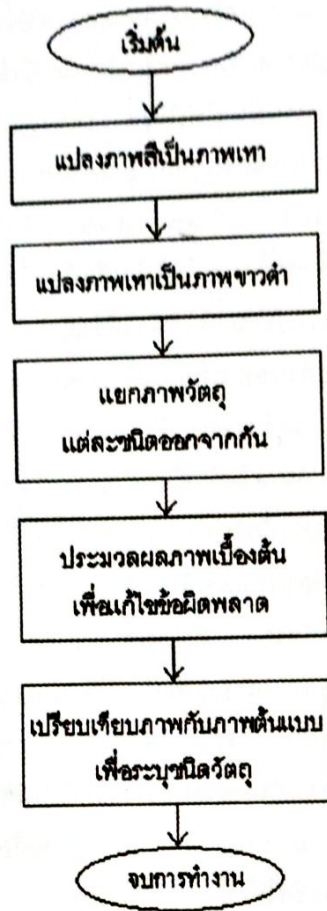 เริ่มต้น
แปลงภาพสีเป็นภาพเทา
แปลงภาพเทาเป็นภาพขาวดำ
แยกภาพวัตถุ
แต่ละชนิดออกจากกัน
ประมวลผลภาพเบื้องต้น
เพื่อแก้ไขข้อผิดพลาด
เปรียบเทียบภาพกับภาพต้นแบบ
เพื่อระบุชนิดวัตถุ
จบการทำงาน